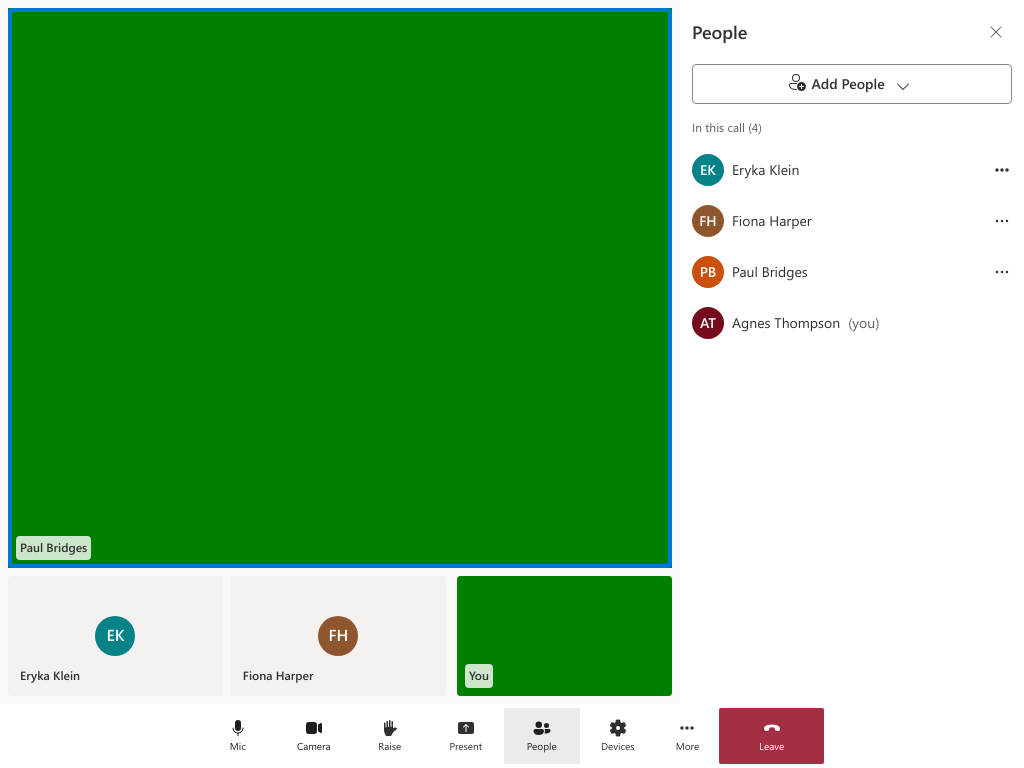 Paul Bridges
EK
Eryka Klein
FH
Fiona Harper
You
People
Add People
In this call (4)
EK Eryka Klein
FH Fiona Harper
PB Paul Bridges
AT Agnes Thompson (you)
Mic
Camera
Raise
Present
People
Devices
More
Leave